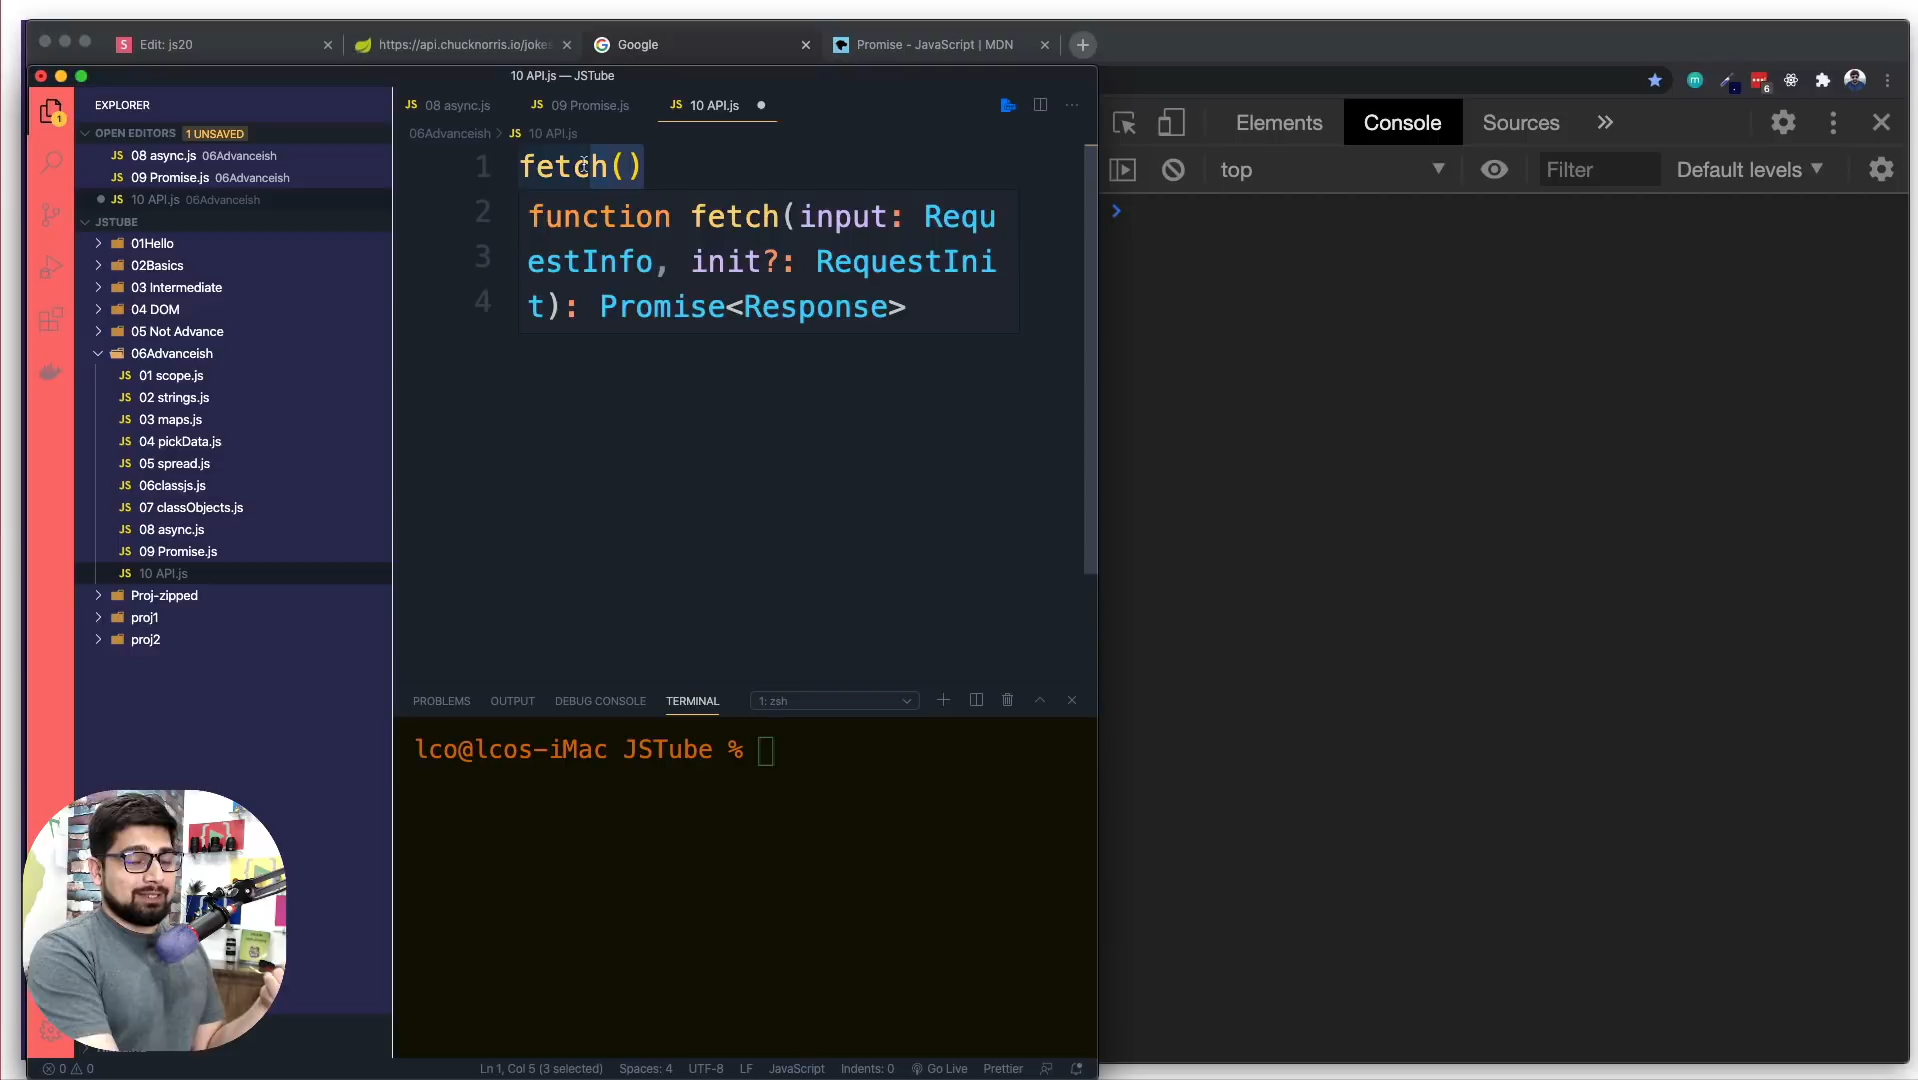 Edit: js20
https://api.chucknorris.io/jokes
Google
Promise - JavaScript | MDN
10 API.js — JSTube
EXPLORER
OPEN EDITORS 1 UNSAVED
JS 08 async.js 06Advanceish
JS 09 Promise.js 06Advanceish
JS 10 API.js 06Advanceish
JSTUBE
01Hello
02Basics
03 Intermediate
04 DOM
05 Not Advance
06Advanceish
JS 01 scope.js
JS 02 strings.js
JS 03 maps.js
JS 04 pickData.js
JS 05 spread.js
JS 06classjs.js
JS 07 classObjects.js
JS 08 async.js
JS 09 Promise.js
JS 10 API.js
Proj-zipped
proj1
proj2
JS 08 async.js
JS 09 Promise.js
JS 10 API.js
06Advanceish > JS 10 API.js
1 fetch()
2 function fetch(input: Requ
3 estInfo, init?: RequestIni
4 t): Promise<Response>
PROBLEMS OUTPUT DEBUG CONSOLE TERMINAL 1: zsh
lco@lcos-iMac JSTube %
0 0
Ln 1, Col 5 (3 selected) Spaces: 4 UTF-8 LF JavaScript Indents: 0 Go Live Prettier
Elements Console Sources
top Filter Default levels